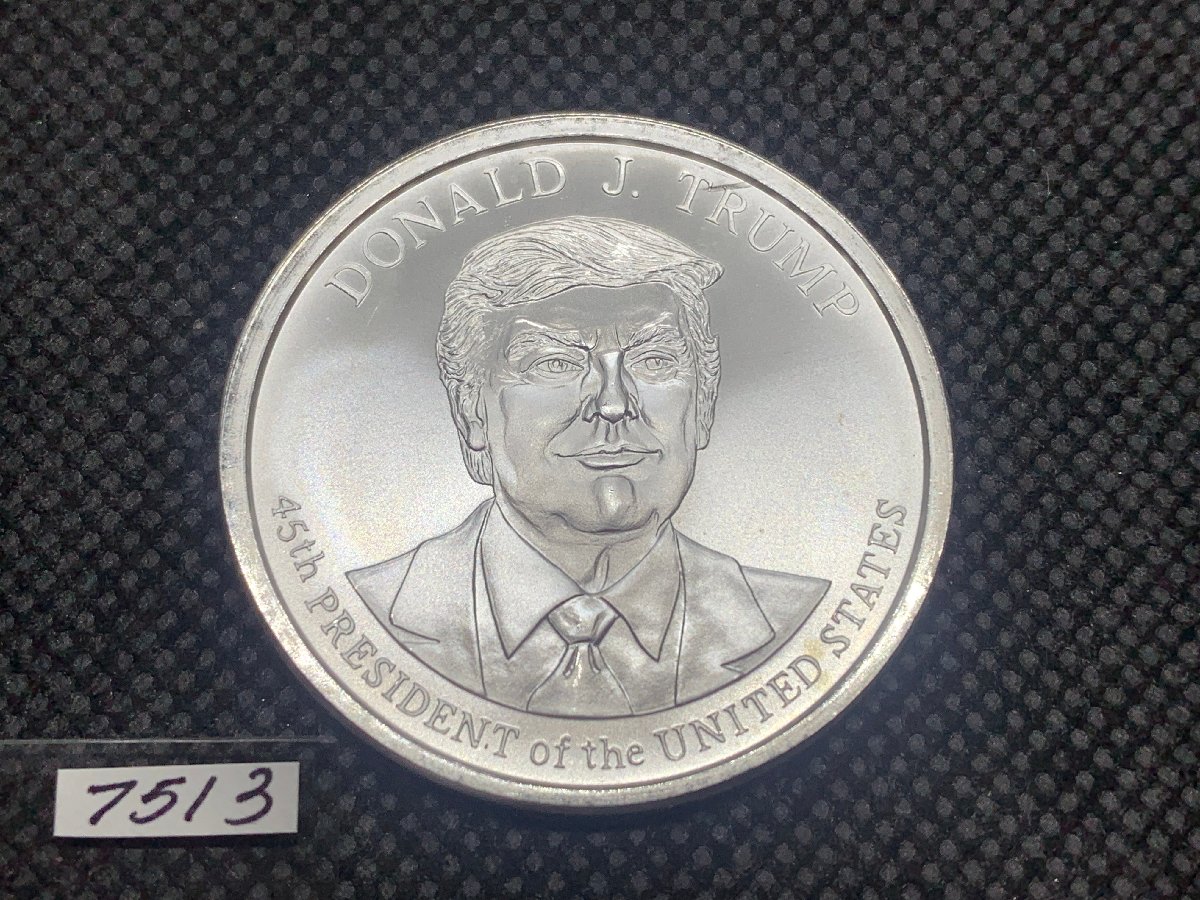 DONALD J. TRUMP
45th PRESIDENT of the UNITED STATES
7513